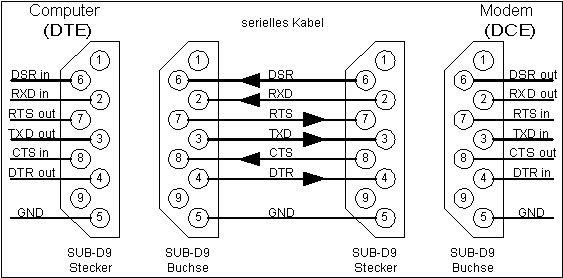 Computer
(DTE)
serielles Kabel
Modem
(DCE)
1 1 1 1
DSR in 6 6 DSR 6 6 DSR out
RXD in 2 2 RXD 2 2 RXD out
RTS out 7 7 RTS 7 7 RTS in
TXD out 3 3 TXD 3 3 TXD in
CTS in 8 8 CTS 8 8 CTS out
DTR out 4 4 DTR 4 4 DTR in
9 9 9 9
GND 5 5 GND 5 5 GND
SUB-D9
Stecker
SUB-D9
Buchse
SUB-D9
Stecker
SUB-D9
Buchse